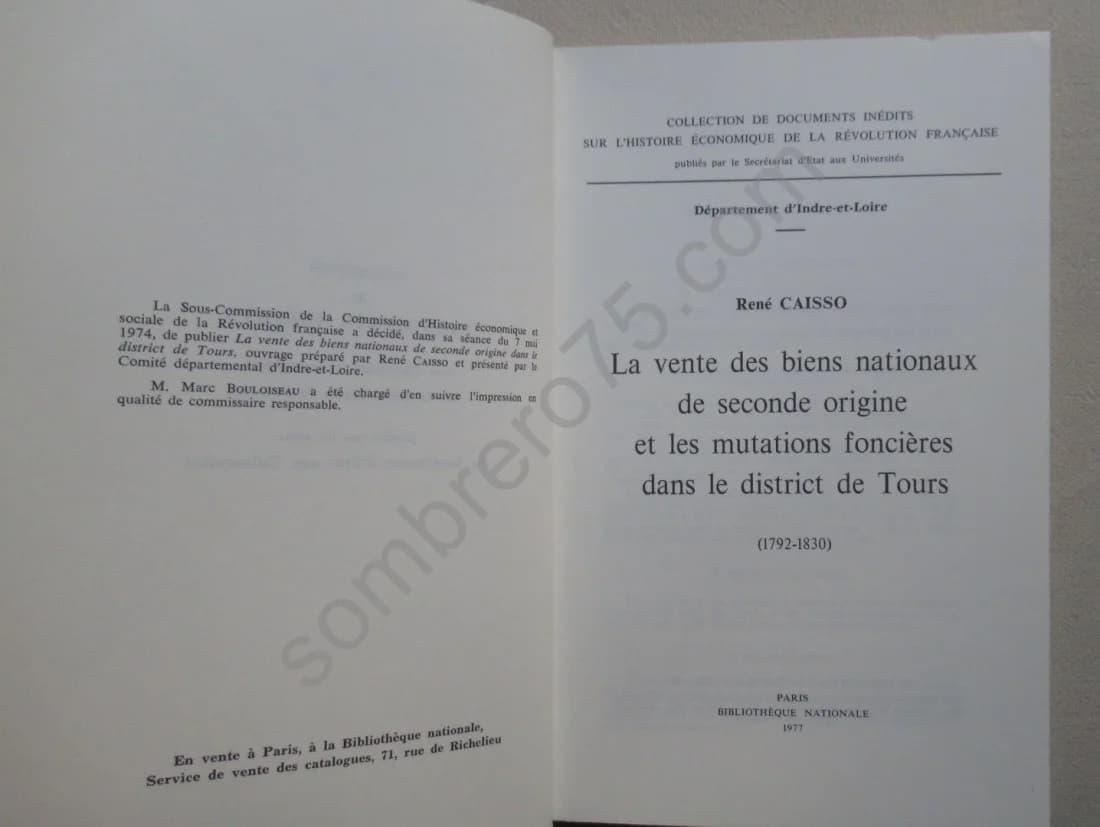 La Sous-Commission de la Commission d'Histoire économique et
sociale de la Révolution française a décidé, dans sa séance du 7 mai
1974, de publier La vente des biens nationaux de seconde origine dans le
district de Tours, ouvrage préparé par René CAISSO et présenté par le
Comité départemental d'Indre-et-Loire.
M. Marc BOULOISEAU a été chargé d'en suivre l'impression en
qualité de commissaire responsable.
En vente à Paris, à la Bibliothèque nationale,
Service de vente des catalogues, 71, rue de Richelieu
COLLECTION DE DOCUMENTS INÉDITS
SUR L'HISTOIRE ÉCONOMIQUE DE LA RÉVOLUTION FRANÇAISE
publiés par le Secrétariat d'Etat aux Universités
Département d'Indre-et-Loire
René CAISSO
La vente des biens nationaux
de seconde origine
et les mutations foncières
dans le district de Tours
(1792-1830)
PARIS
BIBLIOTHÈQUE NATIONALE
1977
sombrero75.com